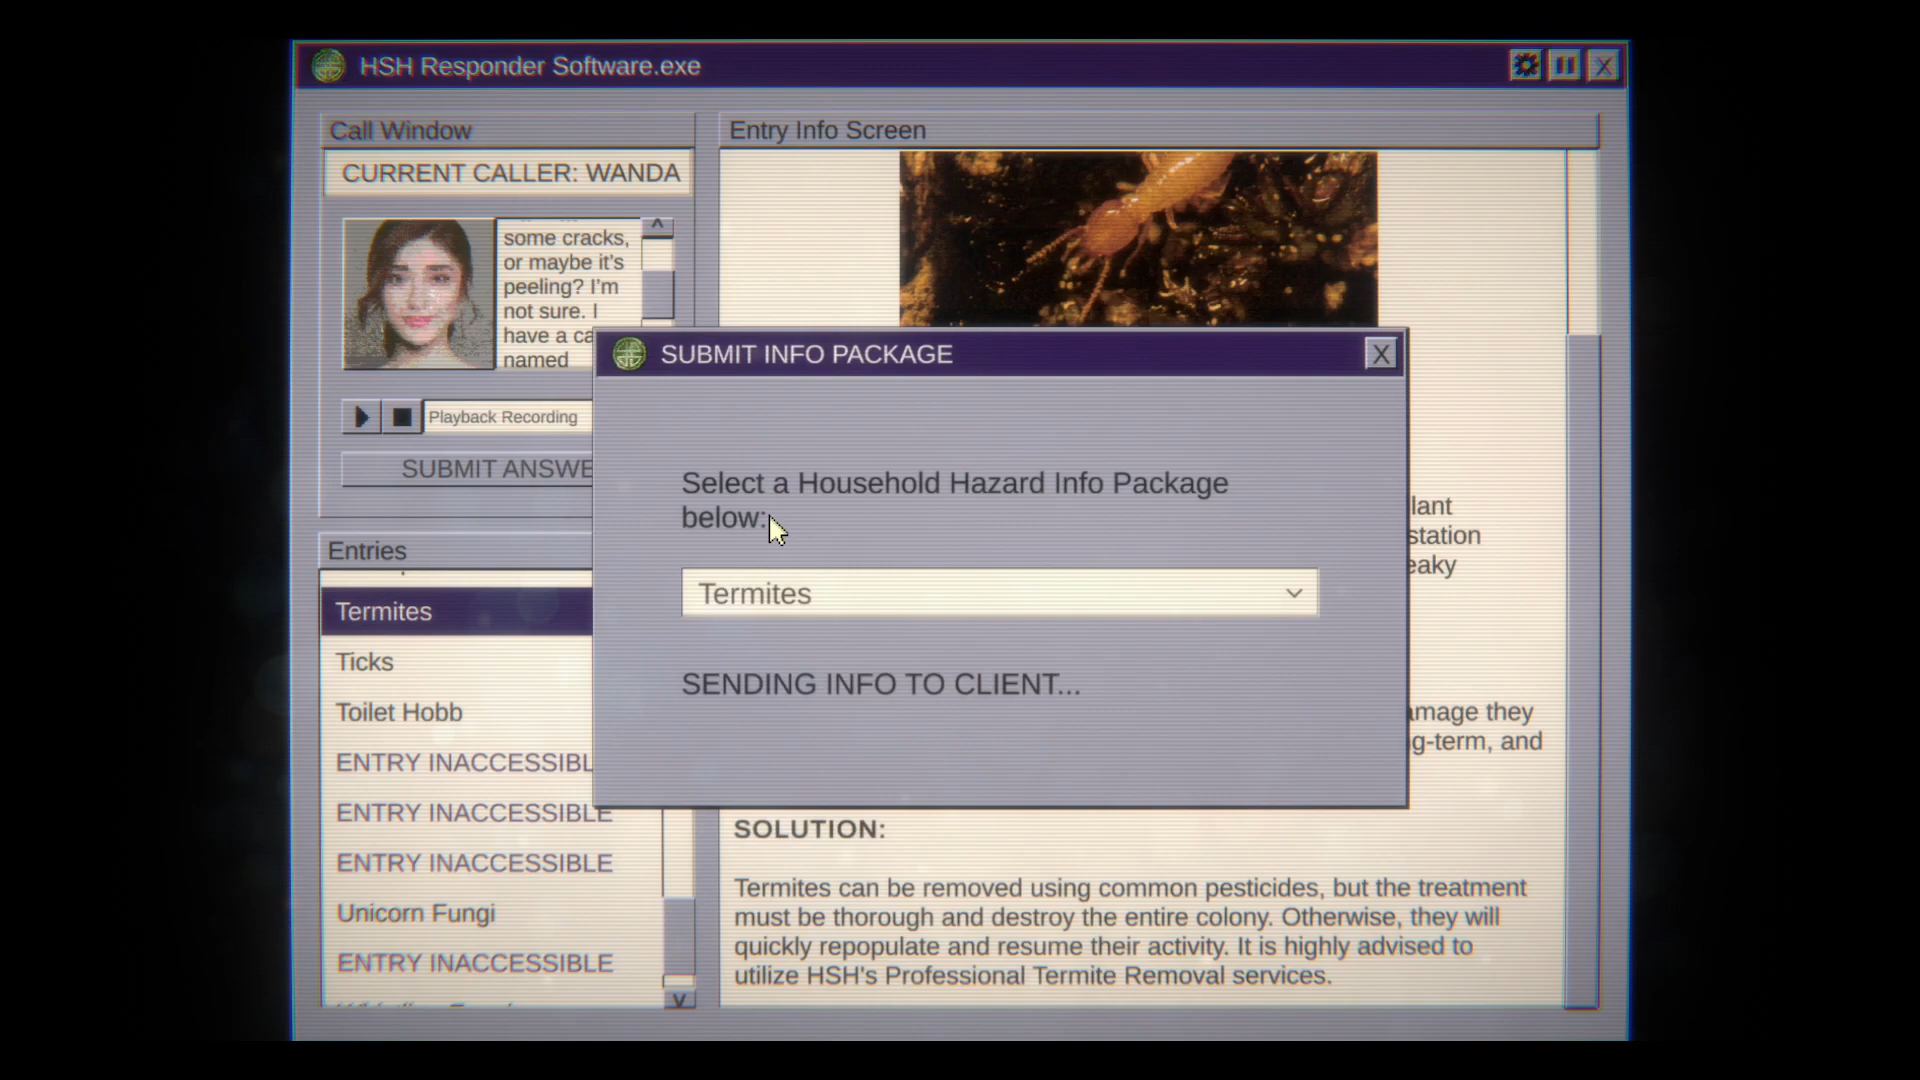 HSH Responder Software.exe
X
Call Window
CURRENT CALLER: WANDA
some cracks,
or maybe it's
peeling? I'm
not sure. I
have a ca
named
Playback Recording
SUBMIT ANSWE
Entries
Termites
Ticks
Toilet Hobb
ENTRY INACCESSIBL
ENTRY INACCESSIBLE
ENTRY INACCESSIBLE
Unicorn Fungi
ENTRY INACCESSIBLE
Entry Info Screen
lant
station
eaky
amage they
g-term, and
SOLUTION:
Termites can be removed using common pesticides, but the treatment
must be thorough and destroy the entire colony. Otherwise, they will
quickly repopulate and resume their activity. It is highly advised to
utilize HSH's Professional Termite Removal services.
SUBMIT INFO PACKAGE
X
Select a Household Hazard Info Package
below:
Termites
SENDING INFO TO CLIENT...